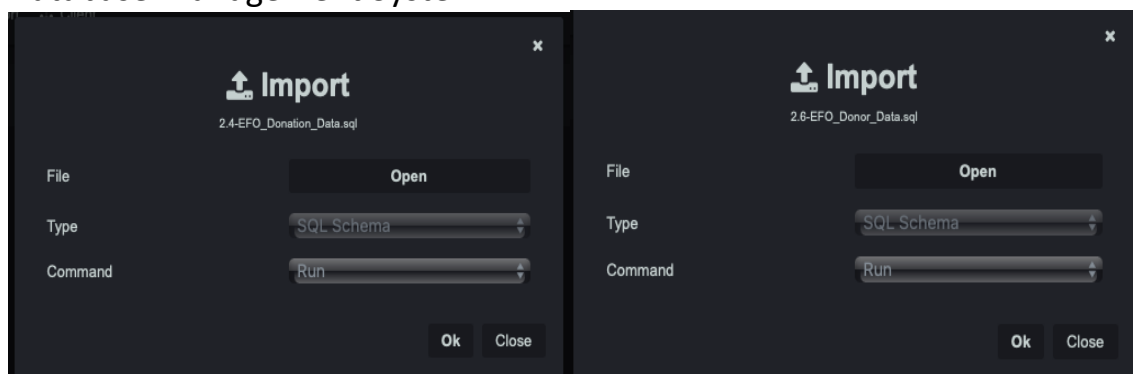 × ×
Import Import
2.4-EFO_Donation_Data.sql 2.6-EFO_Donor_Data.sql
File Open File Open
Type SQL Schema Type SQL Schema
Command Run Command Run
Ok Close Ok Close